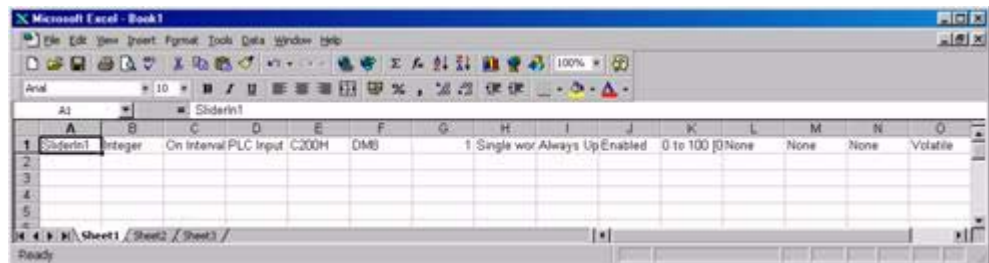 Microsoft Excel - Book1
File Edit View Insert Format Tools Data Window Help
100%
Arial 10 B I U
A1 = SliderIn1
A B C D E F G H I J K L M N O
1 SliderIn1 Integer On Interval PLC Input C200H DM8 1 Single wor Always Up Enabled 0 to 100 [0 None None None Volatile
2
3
4
5
Sheet1 Sheet2 Sheet3
Ready